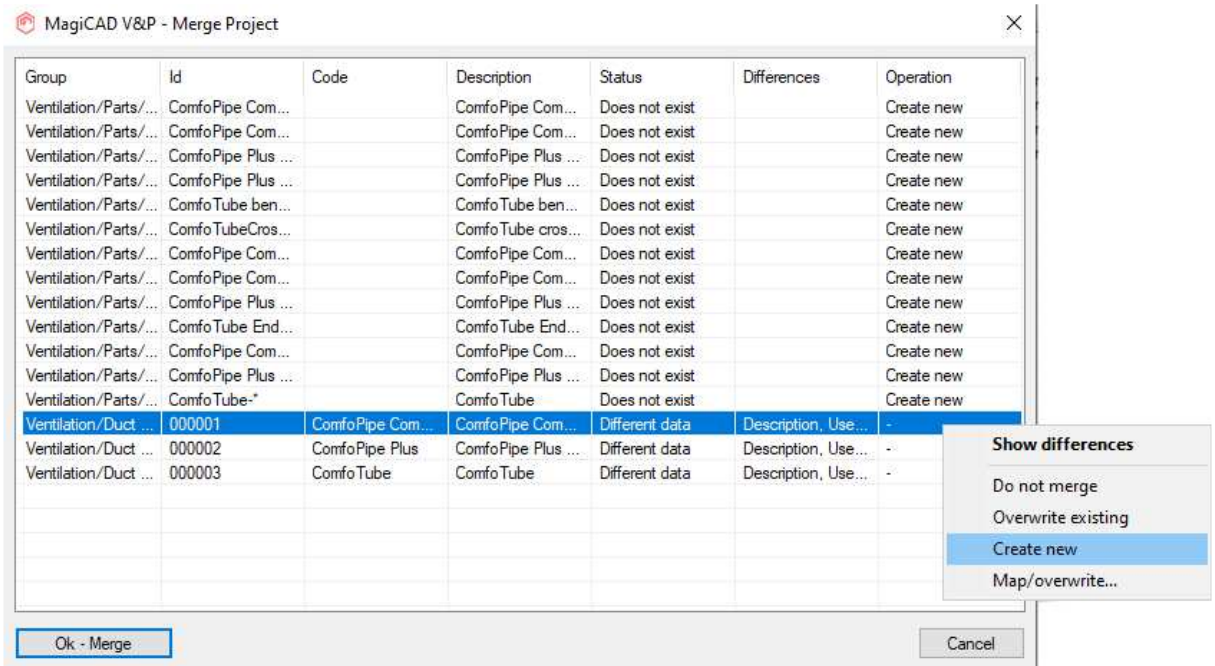 MagiCAD V&P - Merge Project
Group Id Code Description Status Differences Operation
Ventilation/Parts/... ComfoPipe Com... ComfoPipe Com... Does not exist Create new
Ventilation/Parts/... ComfoPipe Com... ComfoPipe Com... Does not exist Create new
Ventilation/Parts/... ComfoPipe Plus ... ComfoPipe Plus ... Does not exist Create new
Ventilation/Parts/... ComfoPipe Plus ... ComfoPipe Plus ... Does not exist Create new
Ventilation/Parts/... ComfoTube ben... ComfoTube ben... Does not exist Create new
Ventilation/Parts/... ComfoTubeCros... ComfoTube cros... Does not exist Create new
Ventilation/Parts/... ComfoPipe Com... ComfoPipe Com... Does not exist Create new
Ventilation/Parts/... ComfoPipe Com... ComfoPipe Com... Does not exist Create new
Ventilation/Parts/... ComfoPipe Plus ... ComfoPipe Plus ... Does not exist Create new
Ventilation/Parts/... ComfoTube End... ComfoTube End... Does not exist Create new
Ventilation/Parts/... ComfoPipe Com... ComfoPipe Com... Does not exist Create new
Ventilation/Parts/... ComfoPipe Plus ... ComfoPipe Plus ... Does not exist Create new
Ventilation/Parts/... ComfoTube-* ComfoTube Does not exist Create new
Ventilation/Duct ... 000001 ComfoPipe Com... ComfoPipe Com... Different data Description, Use... -
Ventilation/Duct ... 000002 ComfoPipe Plus ComfoPipe Plus ... Different data Description, Use... -
Ventilation/Duct ... 000003 ComfoTube ComfoTube Different data Description, Use... -
Show differences
Do not merge
Overwrite existing
Create new
Map/overwrite...
Ok - Merge Cancel